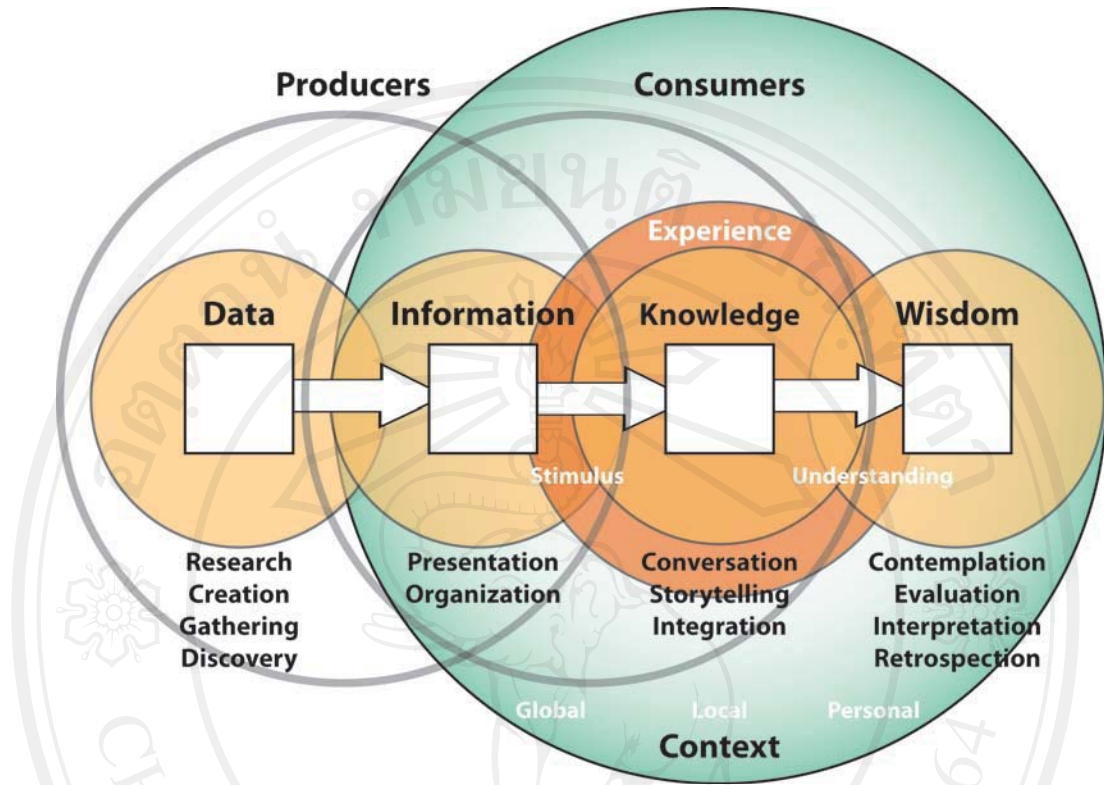 Producers
Consumers
Experience
Data
Information
Knowledge
Wisdom
Stimulus
Understanding
Research
Creation
Gathering
Discovery
Presentation
Organization
Conversation
Storytelling
Integration
Contemplation
Evaluation
Interpretation
Retrospection
Global
Local
Personal
Context